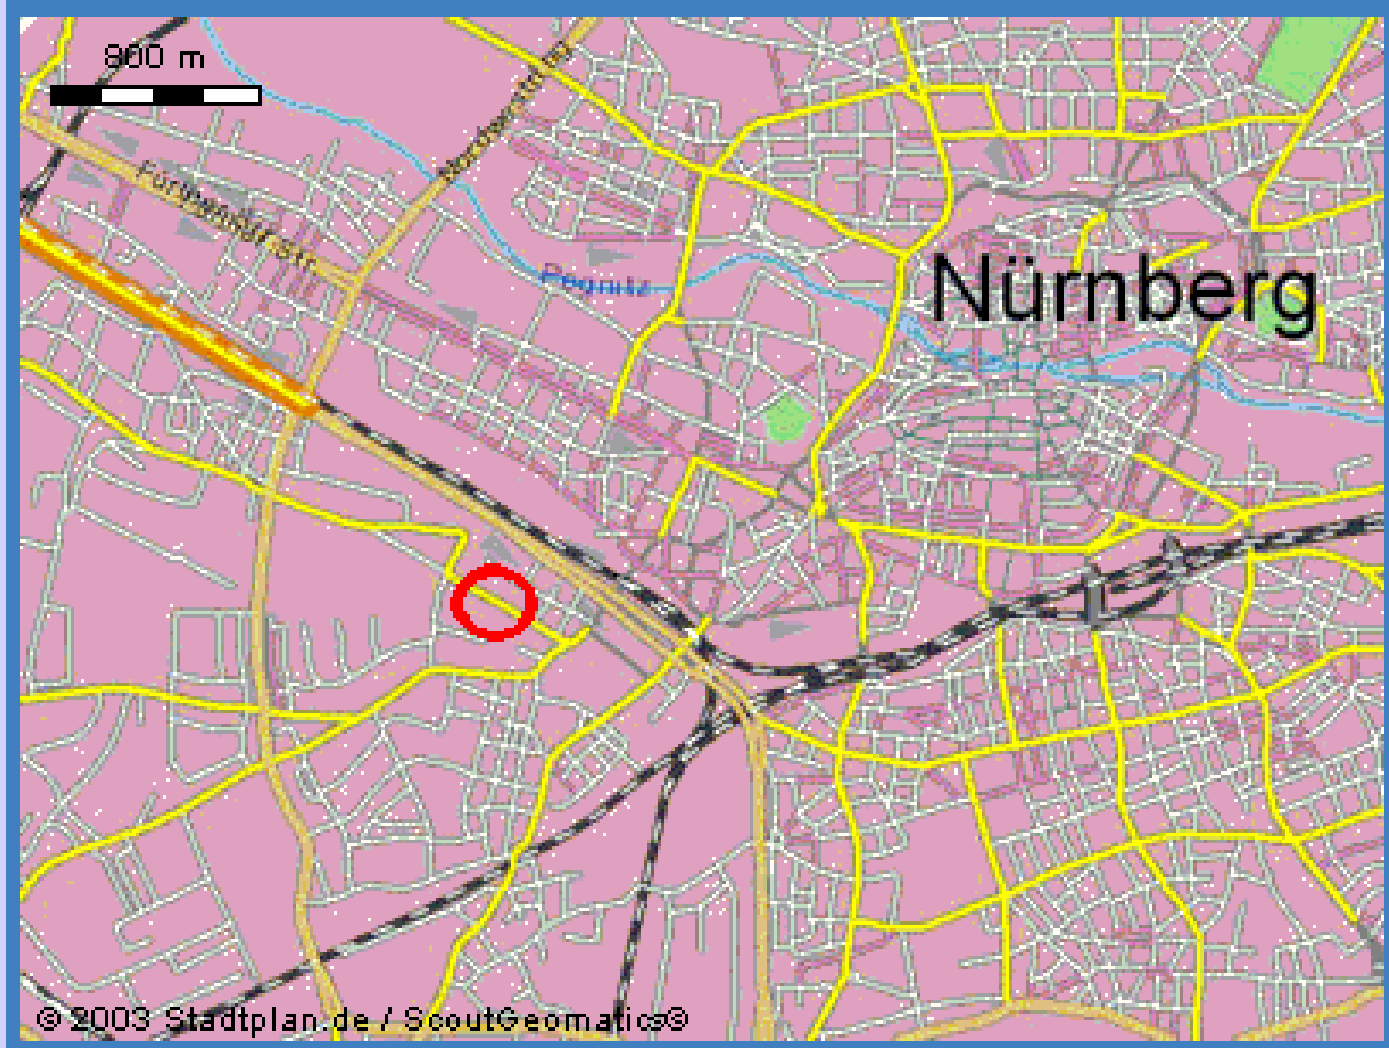 800 m
Fürther Str.
Pegnitz
Nürnberg
© 2003 Stadtplan.de / ScoutGeomatics®